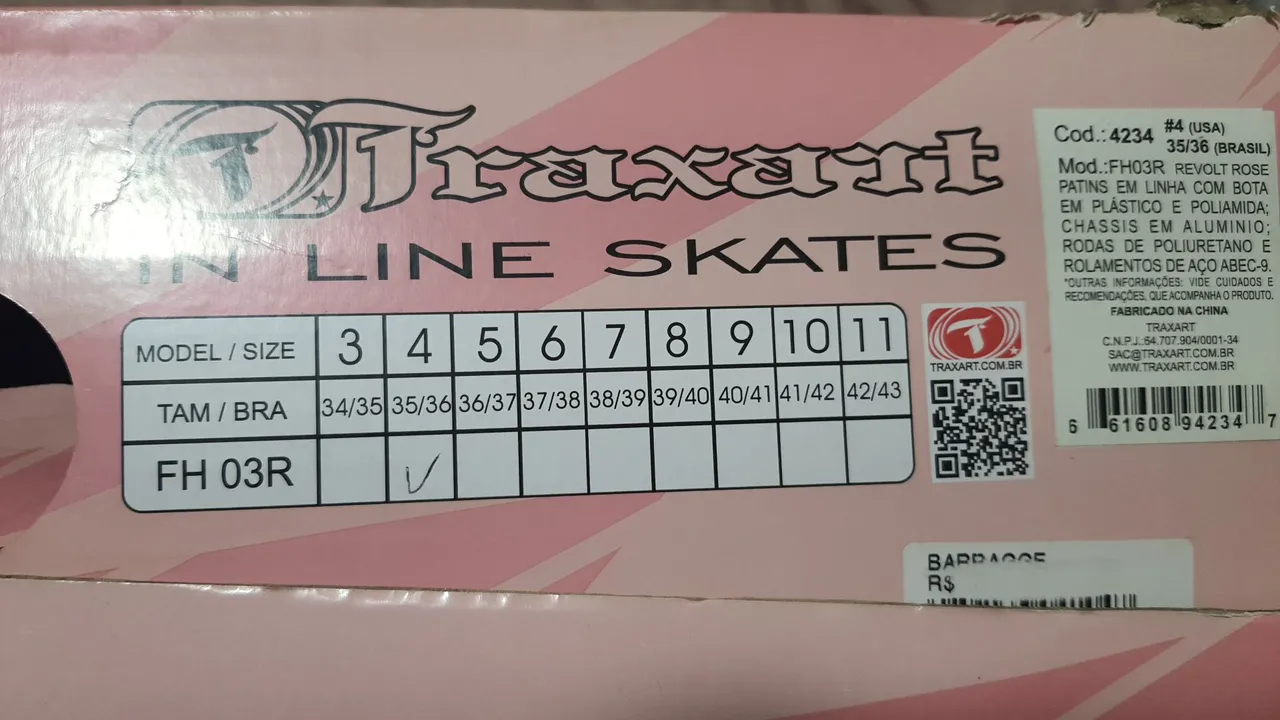 Traxart
IN LINE SKATES
MODEL / SIZE 3 4 5 6 7 8 9 10 11
TAM / BRA 34/35 35/36 36/37 37/38 38/39 39/40 40/41 41/42 42/43
FH 03R
TRAXART.COM.BR
Cod.: 4234 #4 (USA)
35/36 (BRASIL)
Mod.:FH03R REVOLT ROSE
PATINS EM LINHA COM BOTA
EM PLÁSTICO E POLIAMIDA;
CHASSIS EM ALUMINIO;
RODAS DE POLIURETANO E
ROLAMENTOS DE AÇO ABEC-9.
*OUTRAS INFORMAÇÕES: VIDE CUIDADOS E
RECOMENDAÇÕES, QUE ACOMPANHA O PRODUTO.
FABRICADO NA CHINA
TRAXART
C.N.P.J.:64.707.904/0001-34
SAC@TRAXART.COM.BR
WWW.TRAXART.COM.BR
6 61608 94234 7
R$